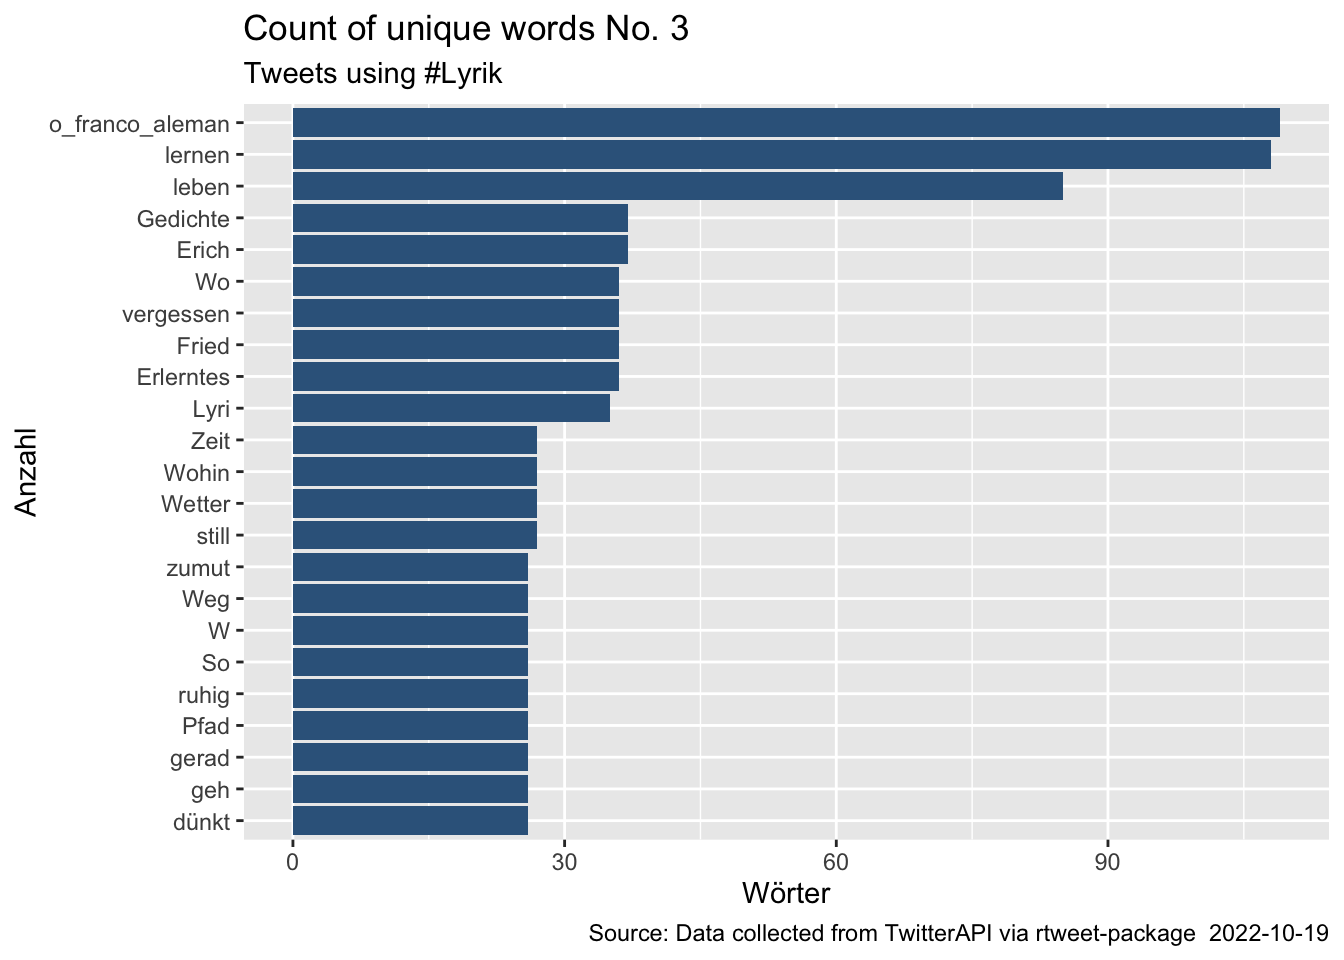 Count of unique words No. 3
Tweets using #Lyrik
o_franco_aleman
lernen
leben
Gedichte
Erich
Wo
vergessen
Fried
Erlerntes
Lyri
Zeit
Wohin
Wetter
still
zumut
Weg
W
So
ruhig
Pfad
gerad
geh
dünkt
Anzahl
0 30 60 90
Wörter
Source: Data collected from TwitterAPI via rtweet-package  2022-10-19